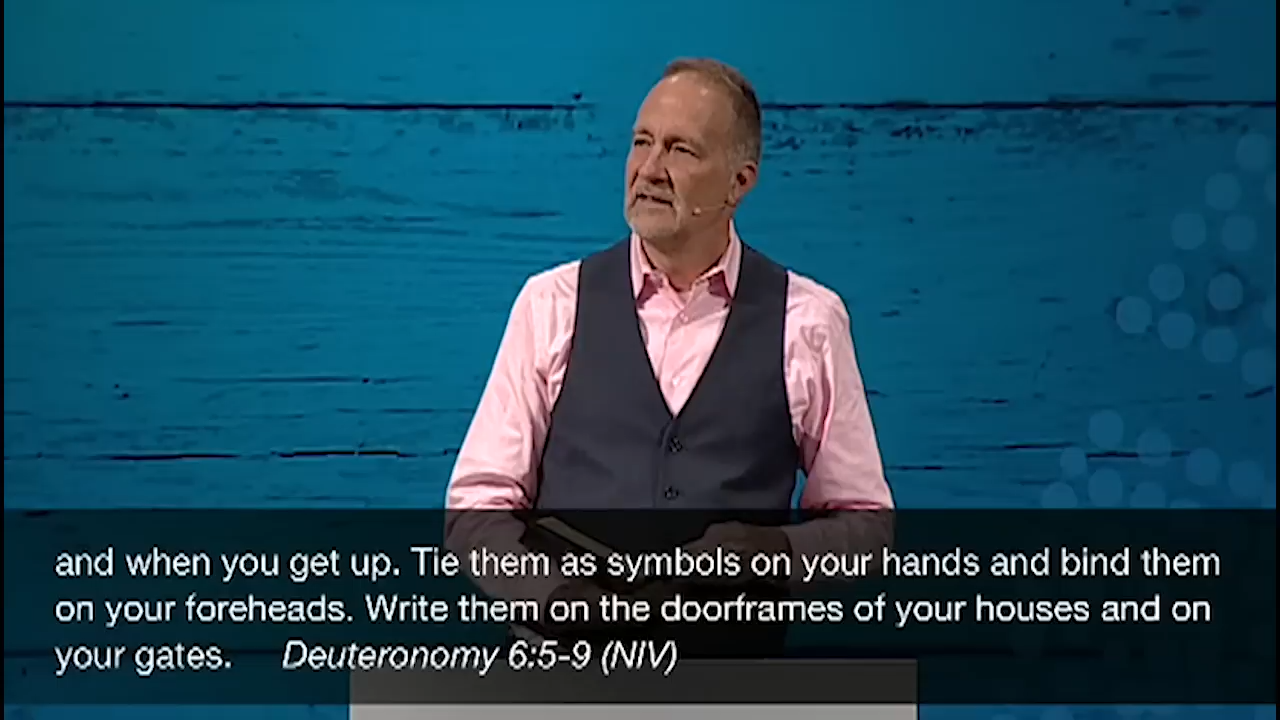 and when you get up. Tie them as symbols on your hands and bind them
on your foreheads. Write them on the doorframes of your houses and on
your gates. Deuteronomy 6:5-9 (NIV)